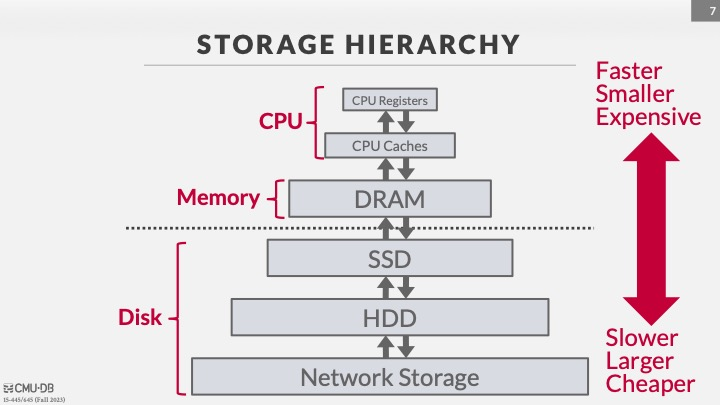 7
STORAGE HIERARCHY
Faster
Smaller
Expensive
CPU
CPU Registers
CPU Caches
Memory
DRAM
SSD
Disk
HDD
Network Storage
Slower
Larger
Cheaper
CMU-DB
15-445/645 (Fall 2023)